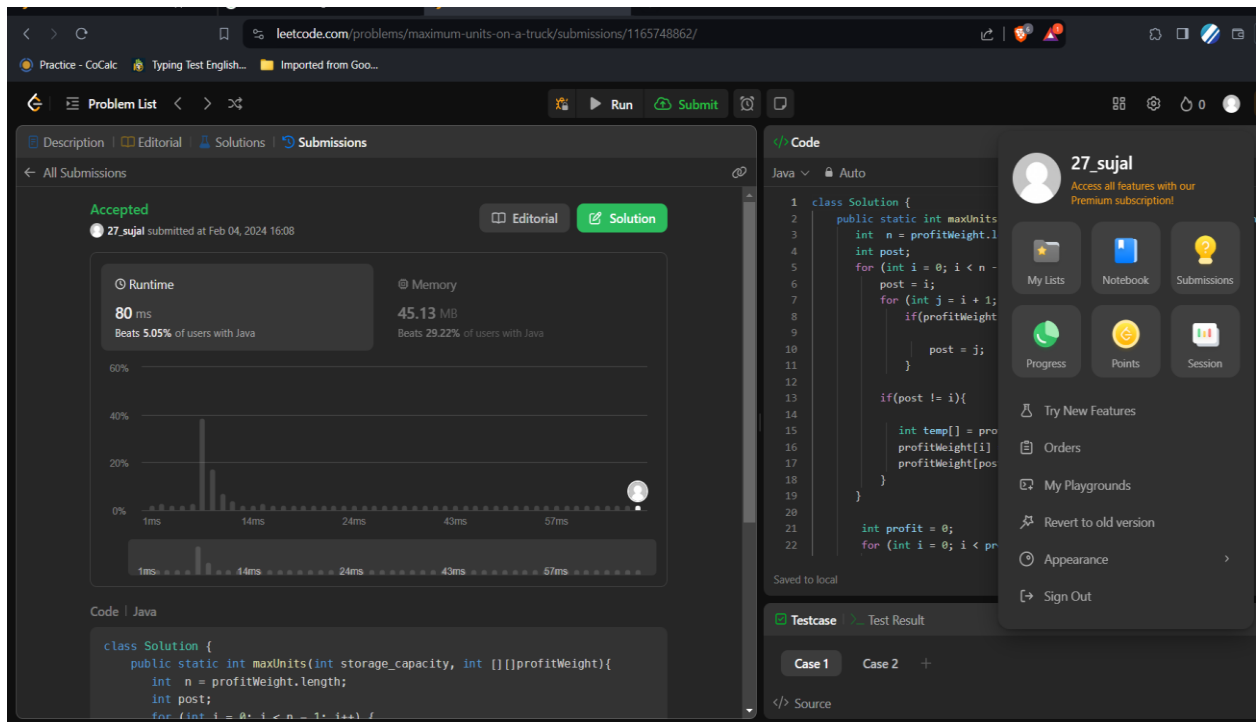 leetcode.com/problems/maximum-units-on-a-truck/submissions/1165748862/
Practice - CoCalc
Typing Test English...
Imported from Goo...
Problem List
Run
Submit
0
Description
Editorial
Solutions
Submissions
All Submissions
Accepted
27_sujal submitted at Feb 04, 2024 16:08
Editorial
Solution
Runtime
80 ms
Beats 5.05% of users with Java
Memory
45.13 MB
Beats 29.22% of users with Java
60%
40%
20%
0%
1ms
14ms
24ms
43ms
57ms
1ms
14ms
24ms
43ms
57ms
Code | Java
class Solution {
public static int maxUnits(int storage_capacity, int [][]profitWeight){
int n = profitWeight.length;
int post;
for (int i = 0; i < n - 1; i++) {
</> Code
Java
Auto
1 class Solution {
2 public static int maxUnits
3 int n = profitWeight.l
4 int post;
5 for (int i = 0; i < n -
6 post = i;
7 for (int j = i + 1;
8 if(profitWeight
9
10 post = j;
11 }
12
13 if(post != i){
14
15 int temp[] = pro
16 profitWeight[i]
17 profitWeight[pos
18 }
19 }
20
21 int profit = 0;
22 for (int i = 0; i < pr
Saved to local
Testcase
>_ Test Result
Case 1
Case 2
+
</> Source
27_sujal
Access all features with our
Premium subscription!
My Lists
Notebook
Submissions
Progress
Points
Session
Try New Features
Orders
My Playgrounds
Revert to old version
Appearance
Sign Out